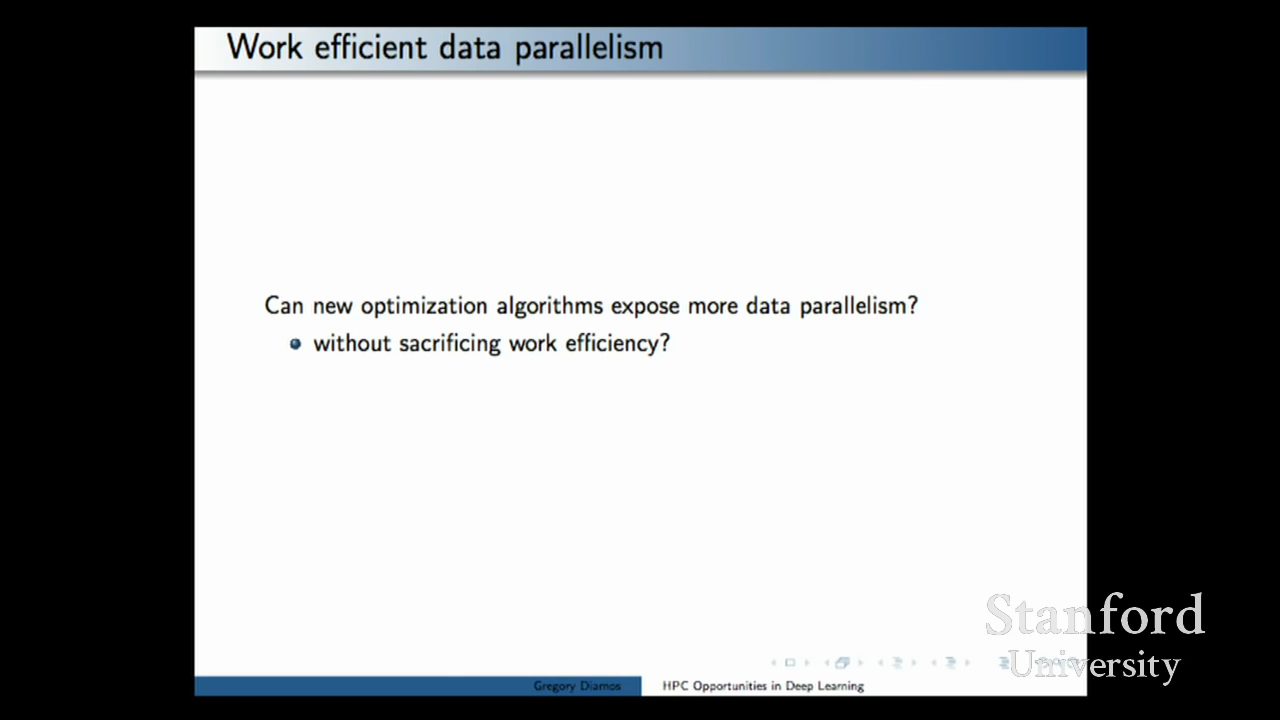 Work efficient data parallelism
Can new optimization algorithms expose more data parallelism?
without sacrificing work efficiency?
Stanford
University
Gregory Diamos
HPC Opportunities in Deep Learning